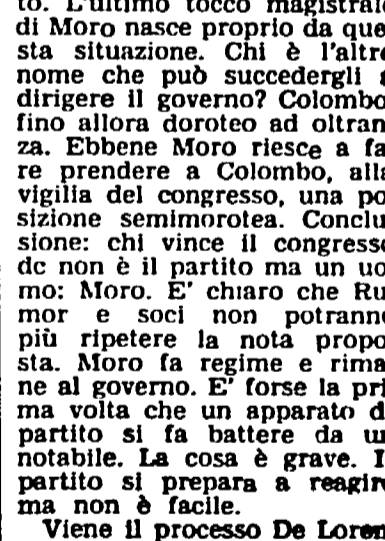 to. L'ultimo tocco magistrale
di Moro nasce proprio da que
sta situazione. Chi è l'altro
nome che può succedergli a
dirigere il governo? Colombo
fino allora doroteo ad oltran
za. Ebbene Moro riesce a fa
re prendere a Colombo, alla
vigilia del congresso, una po
sizione semimorotea. Conclu
sione: chi vince il congresso
dc non è il partito ma un uo
mo: Moro. E' chiaro che Ru
mor e soci non potranno
più ripetere la nota propo
sta. Moro fa regime e rima
ne al governo. E' forse la pri
ma volta che un apparato d
partito si fa battere da un
notabile. La cosa è grave. I
partito si prepara a reagire
ma non è facile.
Viene il processo De Loren